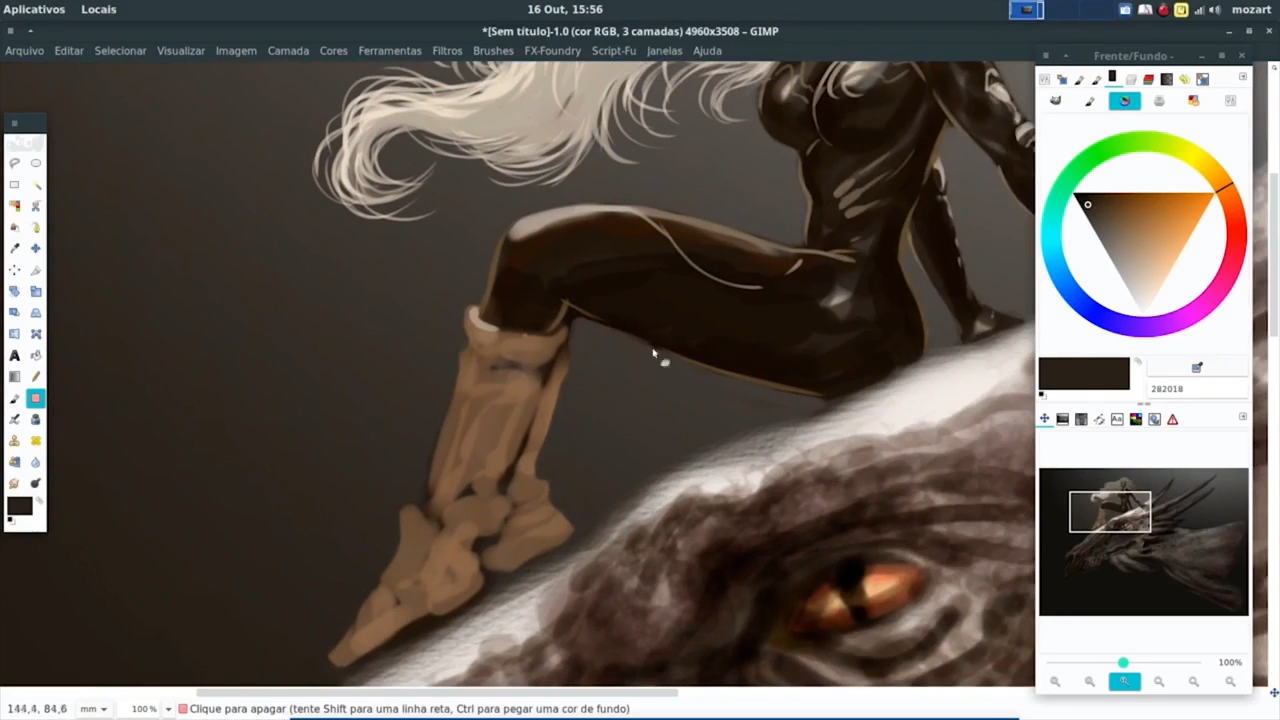 Aplicativos Locais 16 Out, 15:56 mozart
*[Sem título]-1.0 (cor RGB, 3 camadas) 4960x3508 – GIMP
Arquivo Editar Selecionar Visualizar Imagem Camada Cores Ferramentas Filtros Brushes FX-Foundry Script-Fu Janelas Ajuda
Frente/Fundo -
282018
100%
144,4, 84,6 mm 100% Clique para apagar (tente Shift para uma linha reta, Ctrl para pegar uma cor de fundo)